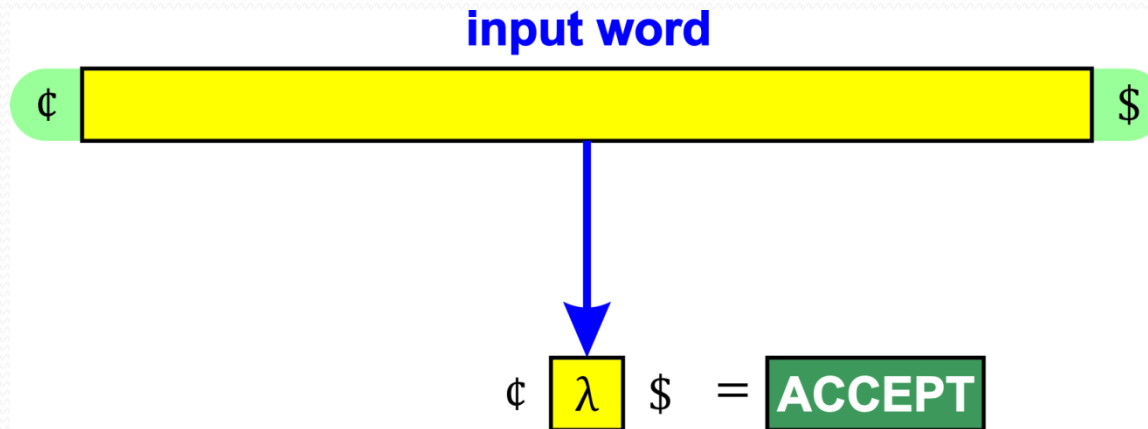 input word
¢ $
¢ λ $ = ACCEPT